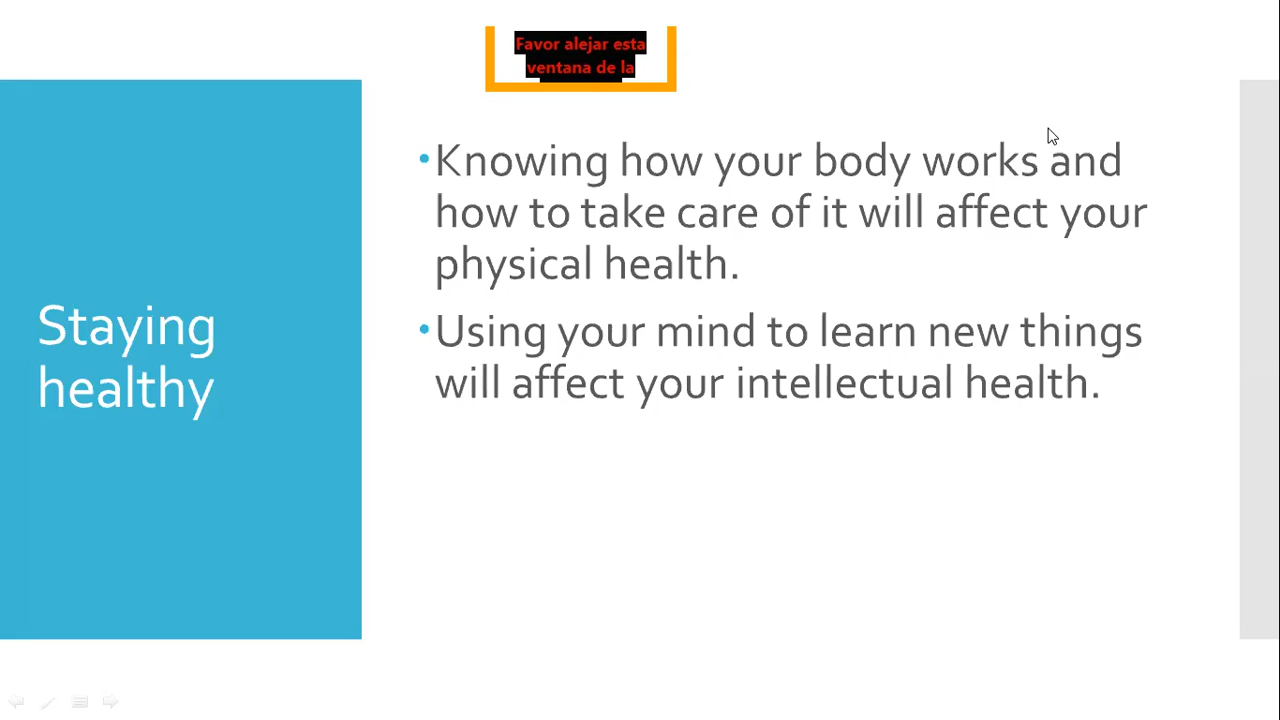 Favor alejar esta
ventana de la
• Knowing how your body works and
how to take care of it will affect your
physical health.
• Using your mind to learn new things
will affect your intellectual health.
Staying
healthy